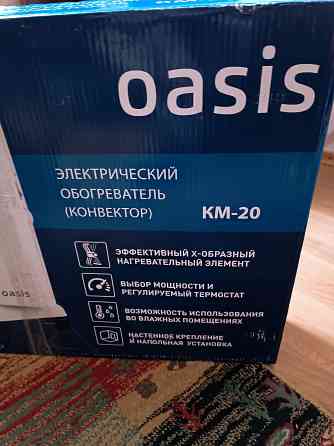 oasis
ЭЛЕКТРИЧЕСКИЙ
ОБОГРЕВАТЕЛЬ
(КОНВЕКТОР) КМ-20
ЭФФЕКТИВНЫЙ Х-ОБРАЗНЫЙ
НАГРЕВАТЕЛЬНЫЙ ЭЛЕМЕНТ
ВЫБОР МОЩНОСТИ И
РЕГУЛИРУЕМЫЙ ТЕРМОСТАТ
oasis
ВОЗМОЖНОСТЬ ИСПОЛЬЗОВАНИЯ
ВО ВЛАЖНЫХ ПОМЕЩЕНИЯХ
НАСТЕННОЕ КРЕПЛЕНИЕ
И НАПОЛЬНАЯ УСТАНОВКА